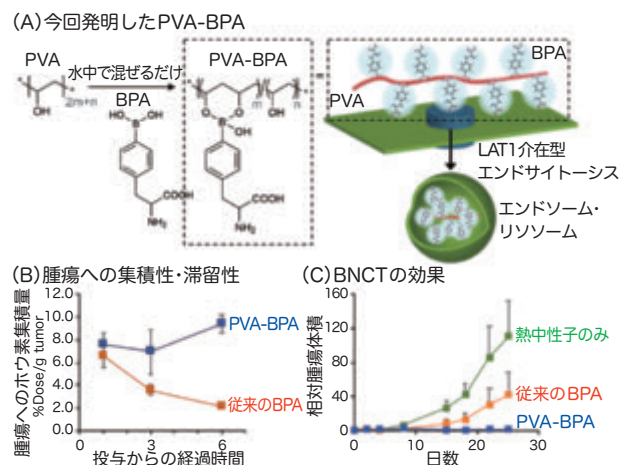 (A)今回発明したPVA-BPA
PVA
水中で混ぜるだけ
BPA
PVA-BPA
OH
2m+n
HO
OH
B
COOH
NH₂
O
O
B
OH
m
OH
n
COOH
NH₂
=
BPA
PVA
LAT1介在型
エンドサイトーシス
エンドソーム・
リソソーム
(B)腫瘍への集積性・滞留性
腫瘍へのホウ素集積量
%Dose/g tumor
12.0
10.0
8.0
6.0
4.0
2.0
0.0
0
3
6
PVA-BPA
従来のBPA
投与からの経過時間
(C)BNCTの効果
相対腫瘍体積
160
120
80
40
0
0
10
20
30
熱中性子のみ
従来のBPA
PVA-BPA
日数